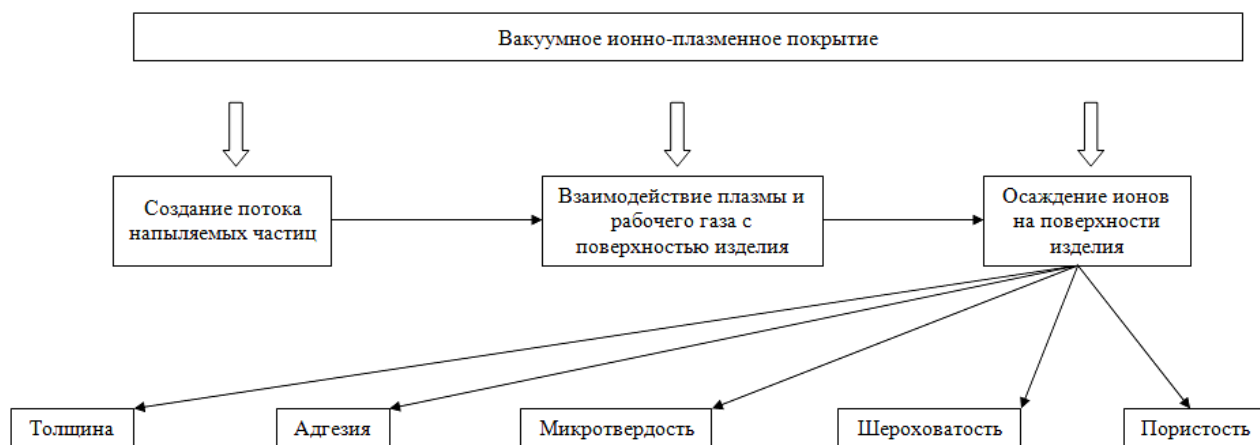 Вакуумное ионно-плазменное покрытие
Создание потока
напыляемых частиц
Взаимодействие плазмы и
рабочего газа с
поверхностью изделия
Осаждение ионов
на поверхности
изделия
Толщина
Адгезия
Микротвердость
Шероховатость
Пористость